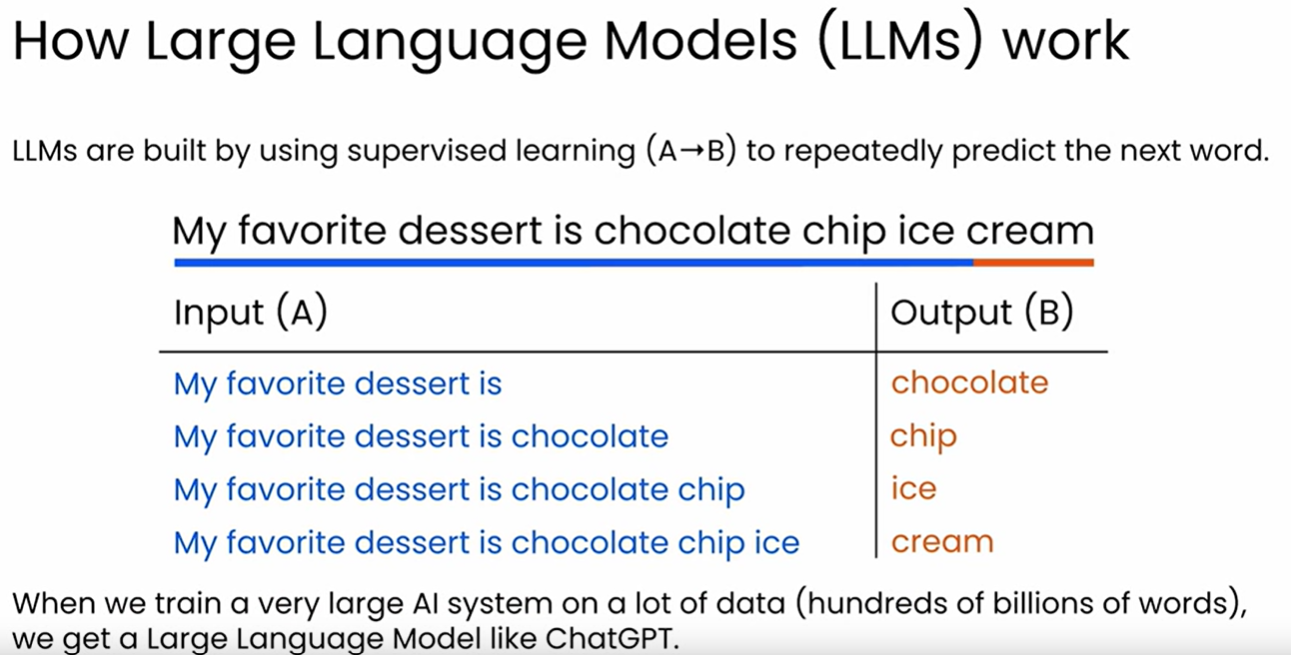 How Large Language Models (LLMs) work
LLMs are built by using supervised learning (A→B) to repeatedly predict the next word.
My favorite dessert is chocolate chip ice cream
Input (A) Output (B)
My favorite dessert is chocolate
My favorite dessert is chocolate chip
My favorite dessert is chocolate chip ice
My favorite dessert is chocolate chip ice cream
When we train a very large AI system on a lot of data (hundreds of billions of words),
we get a Large Language Model like ChatGPT.